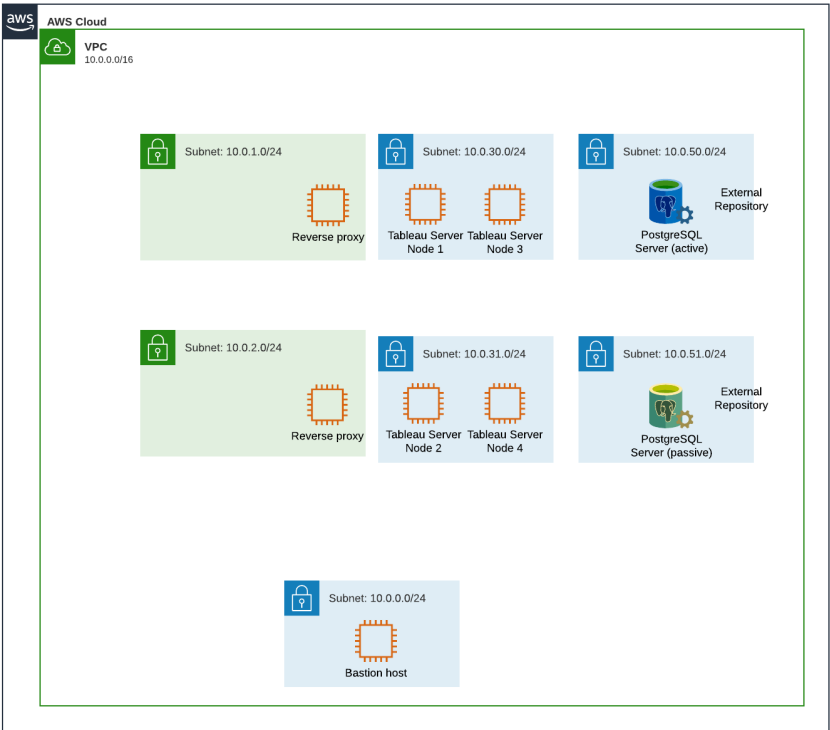 aws
AWS Cloud
VPC
10.0.0.0/16
Subnet: 10.0.1.0/24
Reverse proxy
Subnet: 10.0.30.0/24
Tableau Server
Node 1
Tableau Server
Node 3
Subnet: 10.0.50.0/24
External
Repository
PostgreSQL
Server (active)
Subnet: 10.0.2.0/24
Reverse proxy
Subnet: 10.0.31.0/24
Tableau Server
Node 2
Tableau Server
Node 4
Subnet: 10.0.51.0/24
External
Repository
PostgreSQL
Server (passive)
Subnet: 10.0.0.0/24
Bastion host